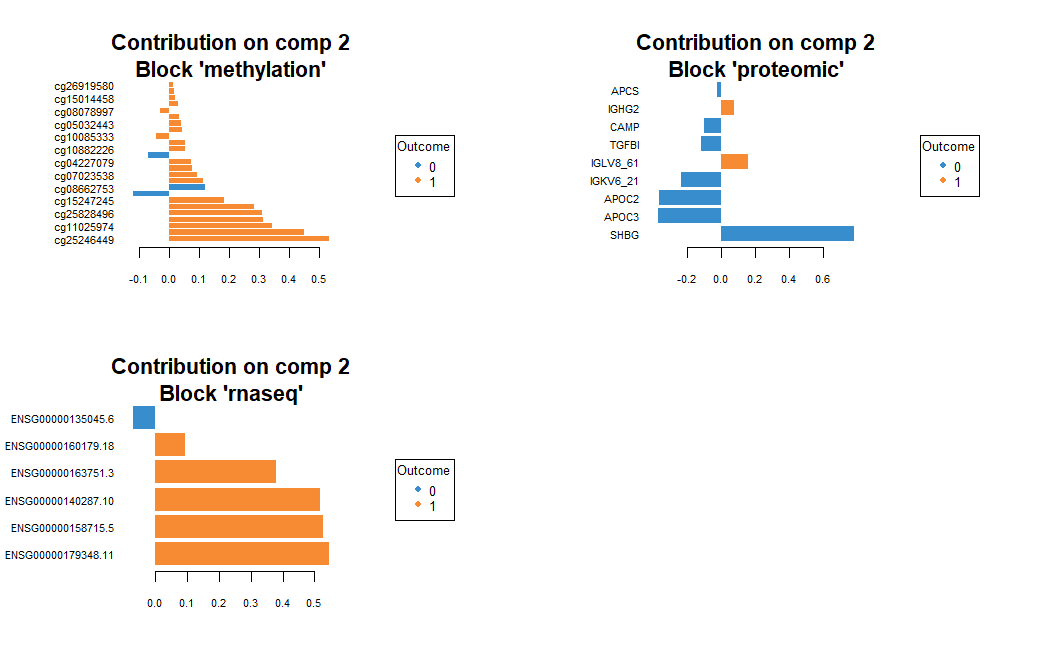 Contribution on comp 2
Block 'methylation'
cg26919580
cg15014458
cg08078997
cg05032443
cg10085333
cg10882226
cg04227079
cg07023538
cg08662753
cg15247245
cg25828496
cg11025974
cg25246449
-0.1 0.0 0.1 0.2 0.3 0.4 0.5
Outcome
0
1
Contribution on comp 2
Block 'proteomic'
APCS
IGHG2
CAMP
TGFBI
IGLV8_61
IGKV6_21
APOC2
APOC3
SHBG
-0.2 0.0 0.2 0.4 0.6
Outcome
0
1
Contribution on comp 2
Block 'rnaseq'
ENSG00000135045.6
ENSG00000160179.18
ENSG00000163751.3
ENSG00000140287.10
ENSG00000158715.5
ENSG00000179348.11
0.0 0.1 0.2 0.3 0.4 0.5
Outcome
0
1